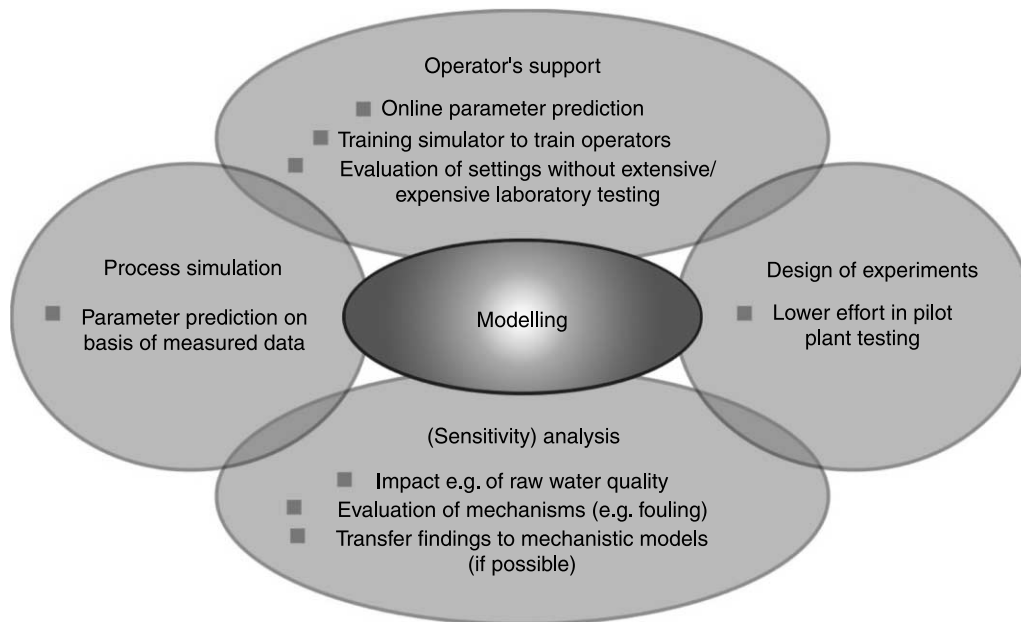 Operator's support
Online parameter prediction
Training simulator to train operators
Evaluation of settings without extensive/
expensive laboratory testing
Process simulation
Parameter prediction on
basis of measured data
Modelling
Design of experiments
Lower effort in pilot
plant testing
(Sensitivity) analysis
Impact e.g. of raw water quality
Evaluation of mechanisms (e.g. fouling)
Transfer findings to mechanistic models
(if possible)